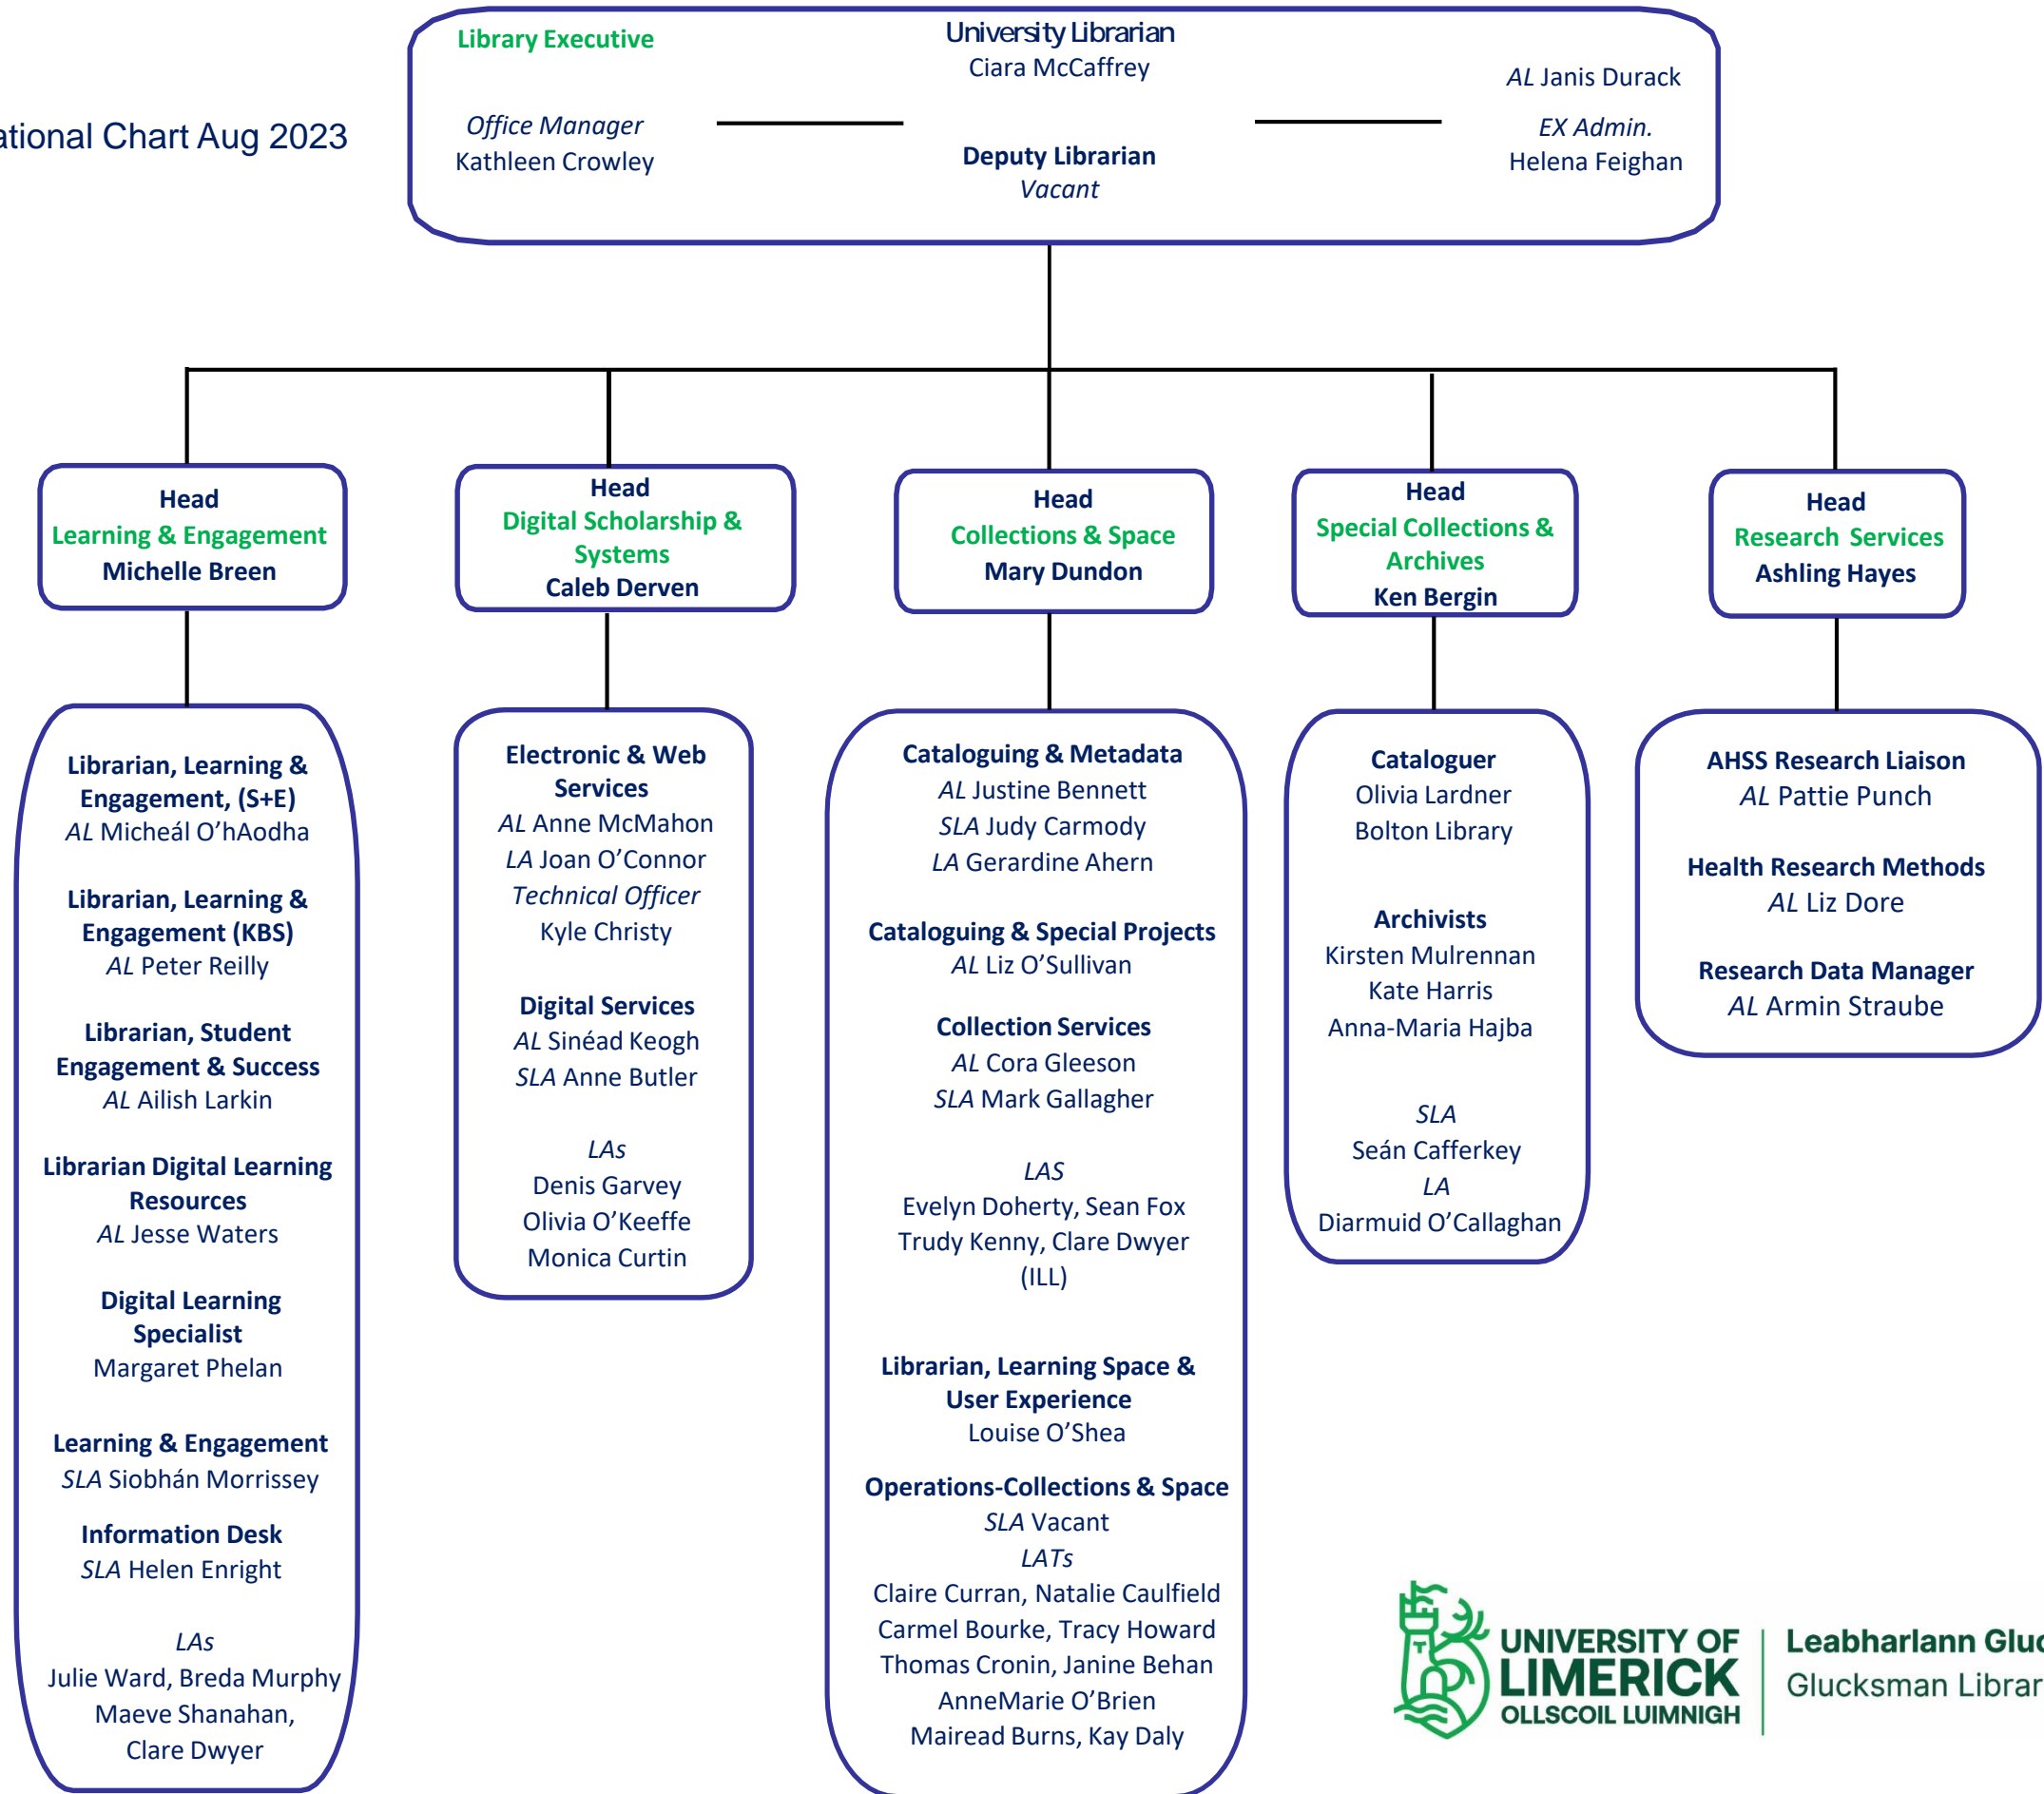 ational Chart Aug 2023
Library Executive
Office Manager
Kathleen Crowley
University Librarian
Ciara McCaffrey
Deputy Librarian
Vacant
AL Janis Durack
EX Admin.
Helena Feighan
Head
Learning & Engagement
Michelle Breen
Head
Digital Scholarship &
Systems
Caleb Derven
Head
Collections & Space
Mary Dundon
Head
Special Collections &
Archives
Ken Bergin
Head
Research Services
Ashling Hayes
Librarian, Learning &
Engagement, (S+E)
AL Micheál O’hAodha
Librarian, Learning &
Engagement (KBS)
AL Peter Reilly
Librarian, Student
Engagement & Success
AL Ailish Larkin
Librarian Digital Learning
Resources
AL Jesse Waters
Digital Learning
Specialist
Margaret Phelan
Learning & Engagement
SLA Siobhán Morrissey
Information Desk
SLA Helen Enright
LAs
Julie Ward, Breda Murphy
Maeve Shanahan,
Clare Dwyer
Electronic & Web
Services
AL Anne McMahon
LA Joan O’Connor
Technical Officer
Kyle Christy
Digital Services
AL Sinéad Keogh
SLA Anne Butler
LAs
Denis Garvey
Olivia O’Keeffe
Monica Curtin
Cataloguing & Metadata
AL Justine Bennett
SLA Judy Carmody
LA Gerardine Ahern
Cataloguing & Special Projects
AL Liz O’Sullivan
Collection Services
AL Cora Gleeson
SLA Mark Gallagher
LAS
Evelyn Doherty, Sean Fox
Trudy Kenny, Clare Dwyer
(ILL)
Librarian, Learning Space &
User Experience
Louise O’Shea
Operations-Collections & Space
SLA Vacant
LATs
Claire Curran, Natalie Caulfield
Carmel Bourke, Tracy Howard
Thomas Cronin, Janine Behan
AnneMarie O’Brien
Mairead Burns, Kay Daly
Cataloguer
Olivia Lardner
Bolton Library
Archivists
Kirsten Mulrennan
Kate Harris
Anna-Maria Hajba
SLA
Seán Cafferkey
LA
Diarmuid O’Callaghan
AHSS Research Liaison
AL Pattie Punch
Health Research Methods
AL Liz Dore
Research Data Manager
AL Armin Straube
UNIVERSITY OF
LIMERICK
OLLSCOIL LUIMNIGH
Leabharlann Gluc
Glucksman Librar